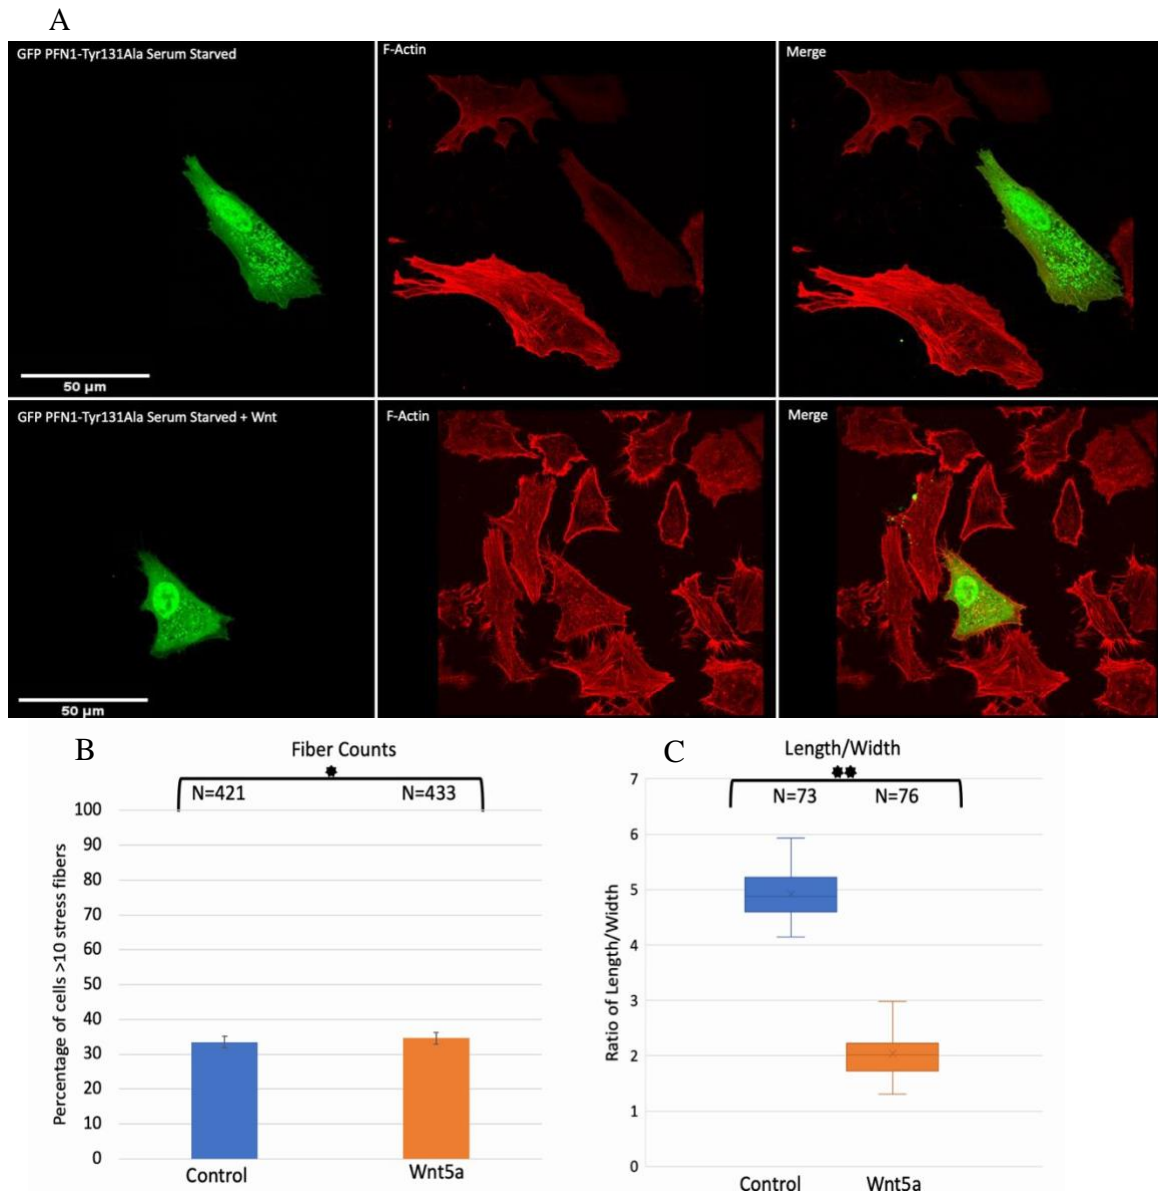 A
GFP PFN1-Tyr131Ala Serum Starved
F-Actin
Merge
50 µm
GFP PFN1-Tyr131Ala Serum Starved + Wnt
F-Actin
Merge
50 µm
B
Fiber Counts
*
N=421
N=433
Percentage of cells >10 stress fibers
100
90
80
70
60
50
40
30
20
10
0
Control
Wnt5a
C
Length/Width
**
N=73
N=76
Ratio of Length/Width
7
6
5
4
3
2
1
0
Control
Wnt5a